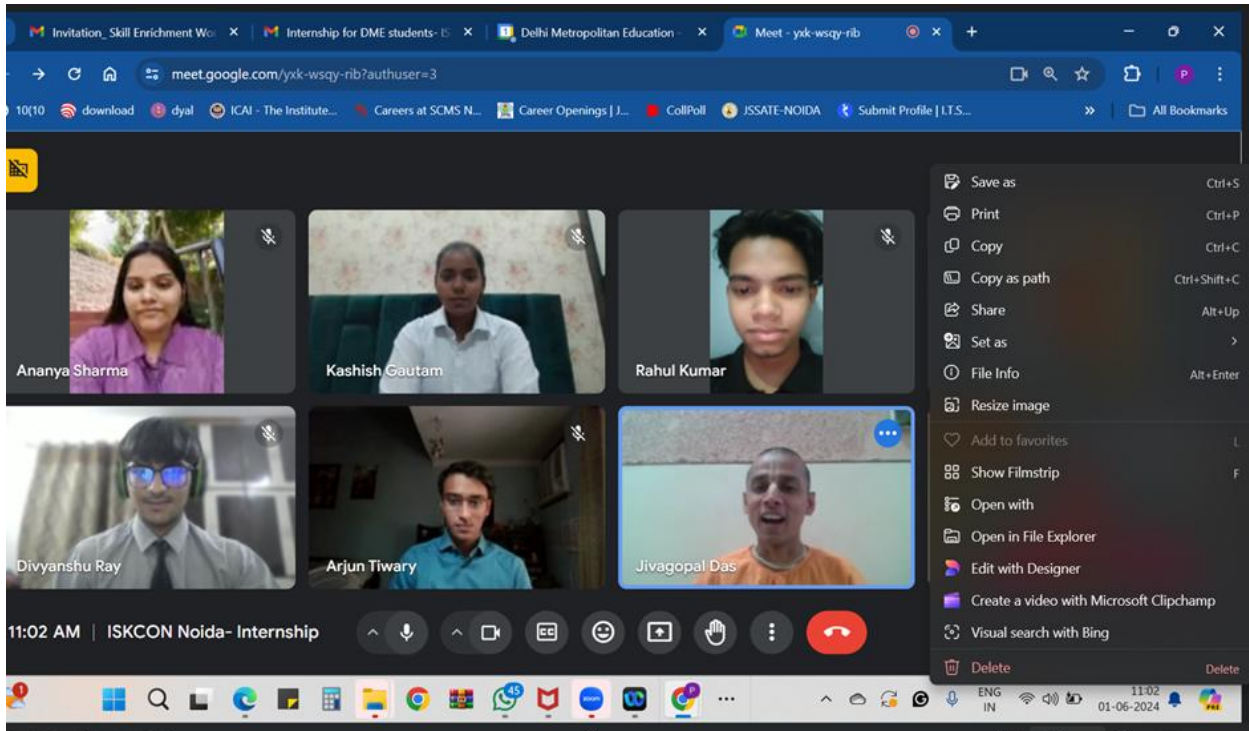 Invitation_ Skill Enrichment Wo
Internship for DME students- IS
Delhi Metropolitan Education -
Meet - yxk-wsqy-rib
meet.google.com/yxk-wsqy-rib?authuser=3
P
10(10
download
dyal
ICAI - The Institute...
Careers at SCMS N...
Career Openings | J...
CollPoll
JSSATE-NOIDA
Submit Profile | I.T.S...
»
All Bookmarks
Ananya Sharma
Kashish Gautam
Rahul Kumar
Divyanshu Ray
Arjun Tiwary
Jivagopal Das
Save as Ctrl+S
Print Ctrl+P
Copy Ctrl+C
Copy as path Ctrl+Shift+C
Share Alt+Up
Set as
File Info Alt+Enter
Resize image
Add to favorites L
Show Filmstrip F
Open with
Open in File Explorer
Edit with Designer
Create a video with Microsoft Clipchamp
Visual search with Bing
Delete Delete
11:02 AM | ISKCON Noida- Internship
CC
1
45
zoom
P
ENG
IN
11:02
01-06-2024
PRE